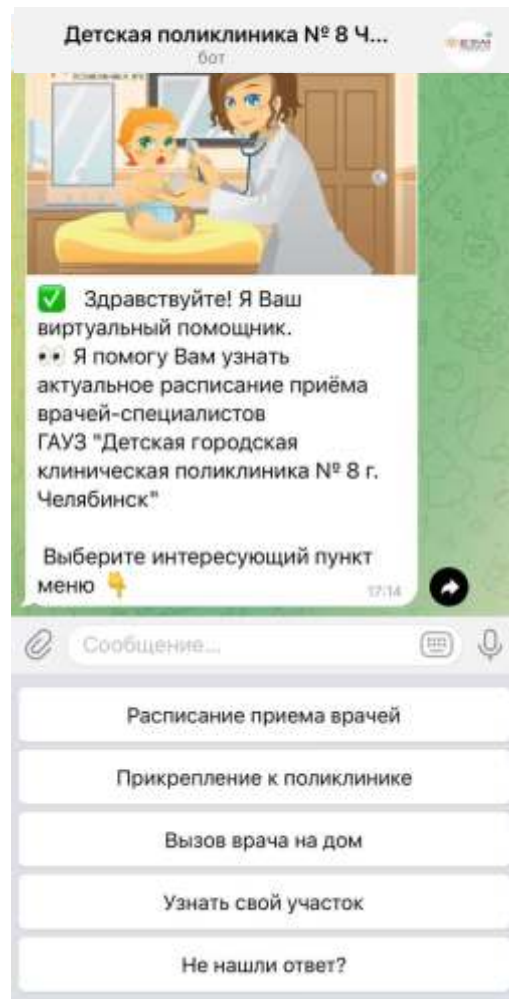 Детская поликлиника № 8 Ч...
бот
✅ Здравствуйте! Я Ваш
виртуальный помощник.
👀 Я помогу Вам узнать
актуальное расписание приёма
врачей-специалистов
ГАУЗ "Детская городская
клиническая поликлиника № 8 г.
Челябинск"
Выберите интересующий пункт
меню 👇
17:14
Сообщение...
Расписание приема врачей
Прикрепление к поликлинике
Вызов врача на дом
Узнать свой участок
Не нашли ответ?